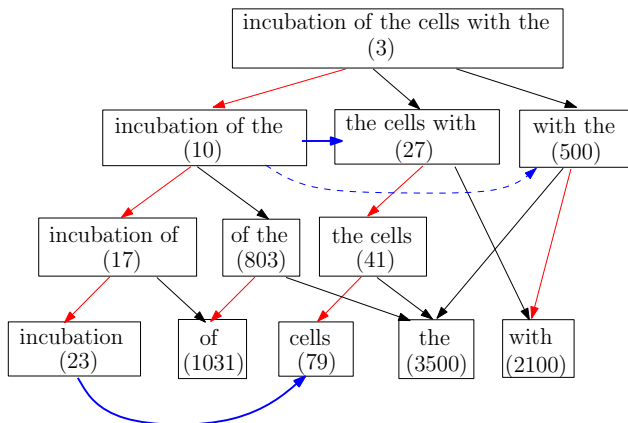 incubation of the cells with the
(3)
incubation of the
(10)
the cells with
(27)
with the
(500)
incubation of
(17)
of the
(803)
the cells
(41)
incubation
(23)
of
(1031)
cells
(79)
the
(3500)
with
(2100)